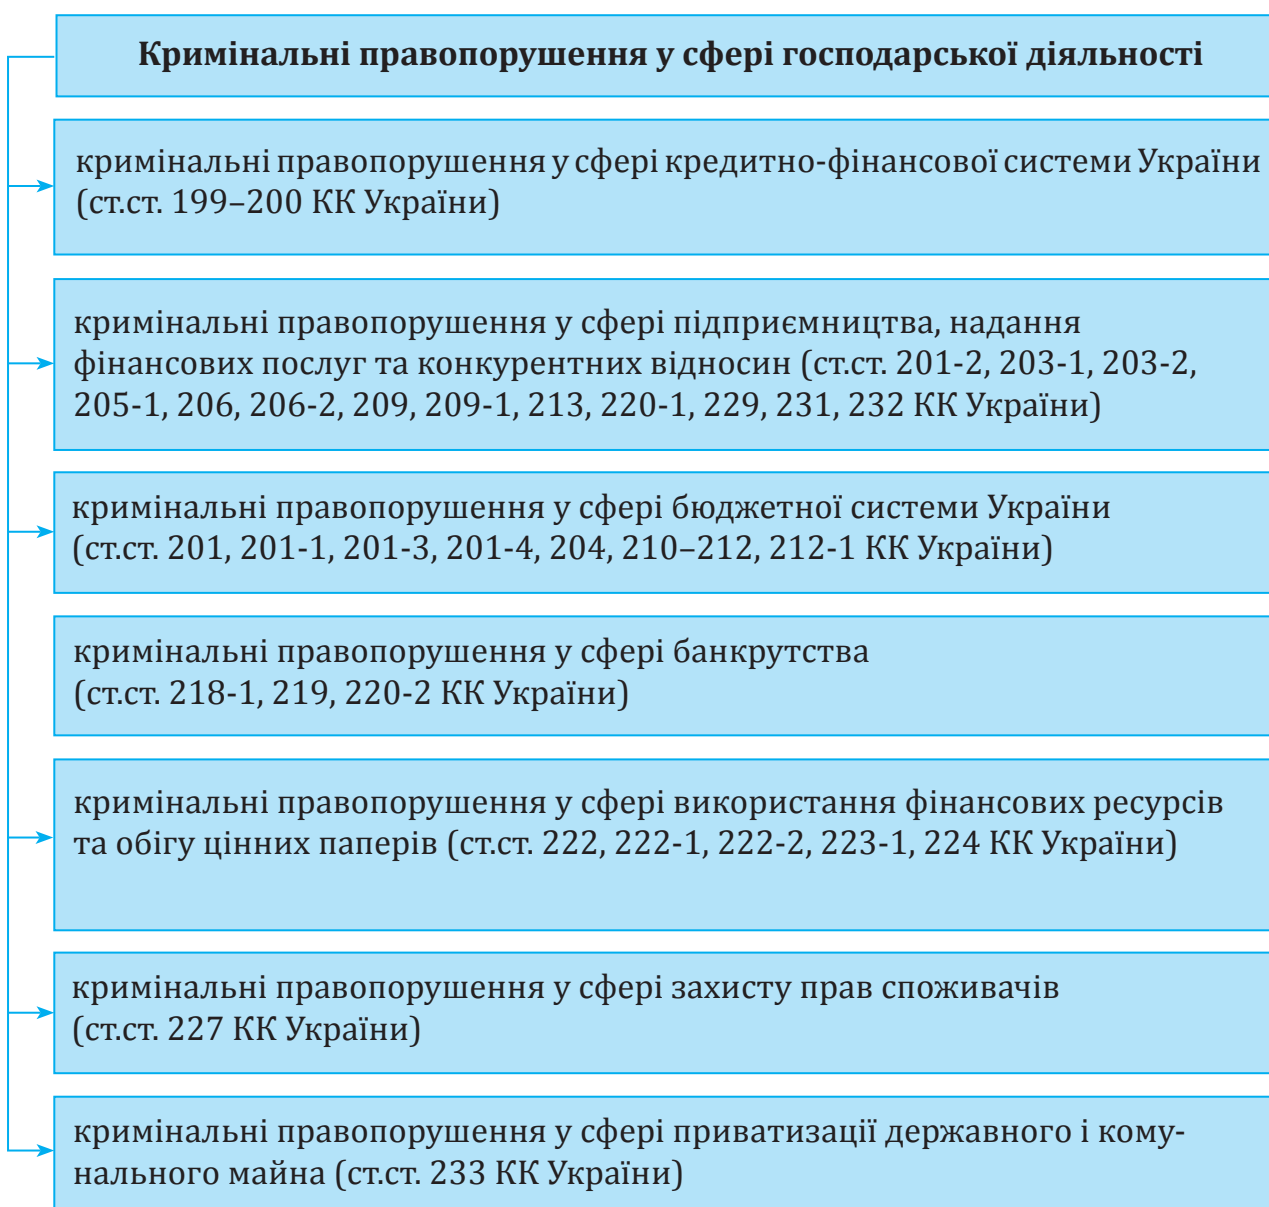 Кримінальні правопорушення у сфері господарської діяльності
кримінальні правопорушення у сфері кредитно-фінансової системи України
(ст.ст. 199–200 КК України)
кримінальні правопорушення у сфері підприємництва, надання
фінансових послуг та конкурентних відносин (ст.ст. 201-2, 203-1, 203-2,
205-1, 206, 206-2, 209, 209-1, 213, 220-1, 229, 231, 232 КК України)
кримінальні правопорушення у сфері бюджетної системи України
(ст.ст. 201, 201-1, 201-3, 201-4, 204, 210–212, 212-1 КК України)
кримінальні правопорушення у сфері банкрутства
(ст.ст. 218-1, 219, 220-2 КК України)
кримінальні правопорушення у сфері використання фінансових ресурсів
та обігу цінних паперів (ст.ст. 222, 222-1, 222-2, 223-1, 224 КК України)
кримінальні правопорушення у сфері захисту прав споживачів
(ст.ст. 227 КК України)
кримінальні правопорушення у сфері приватизації державного і кому-
нального майна (ст.ст. 233 КК України)